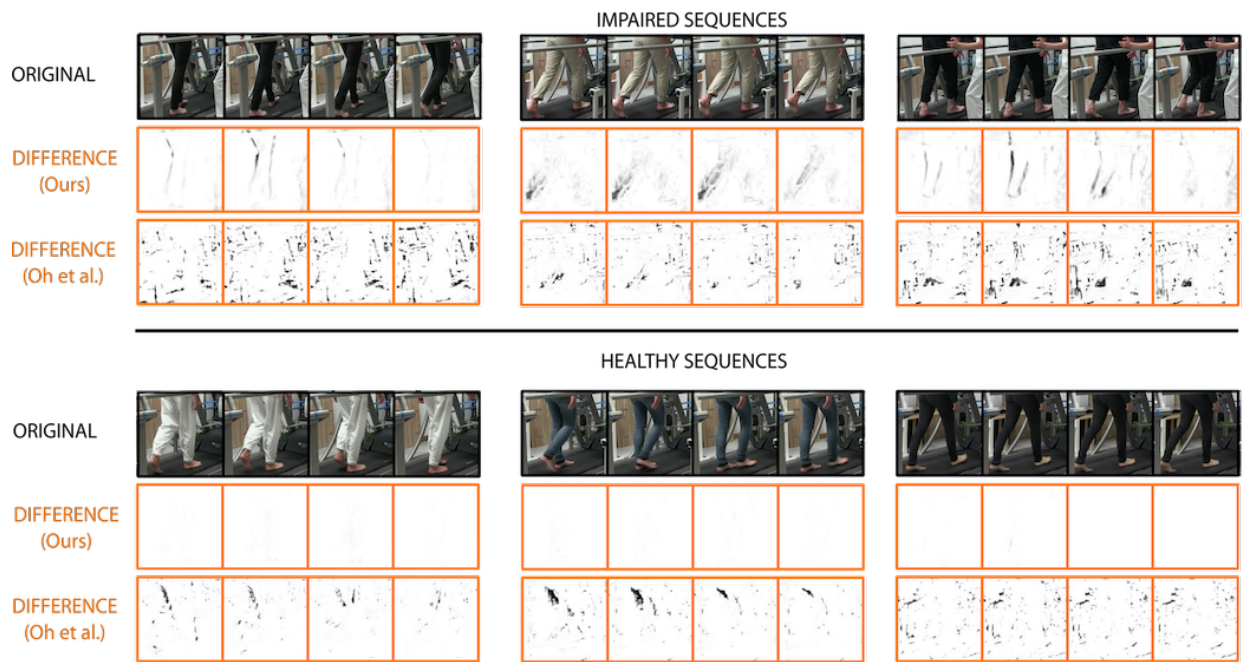 IMPAIRED SEQUENCES
ORIGINAL
DIFFERENCE
(Ours)
DIFFERENCE
(Oh et al.)
HEALTHY SEQUENCES
ORIGINAL
DIFFERENCE
(Ours)
DIFFERENCE
(Oh et al.)